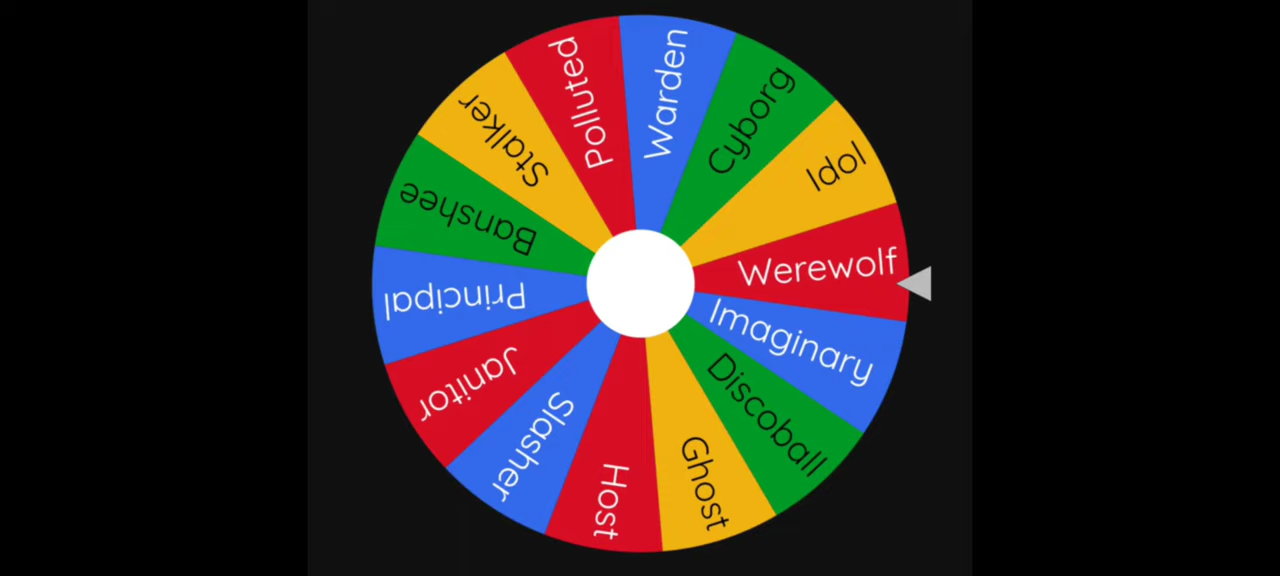 Warden
Cyborg
Idol
Werewolf
Imaginary
Discoball
Ghost
Host
Slasher
Janitor
Principal
Banshee
Stalker
Polluted